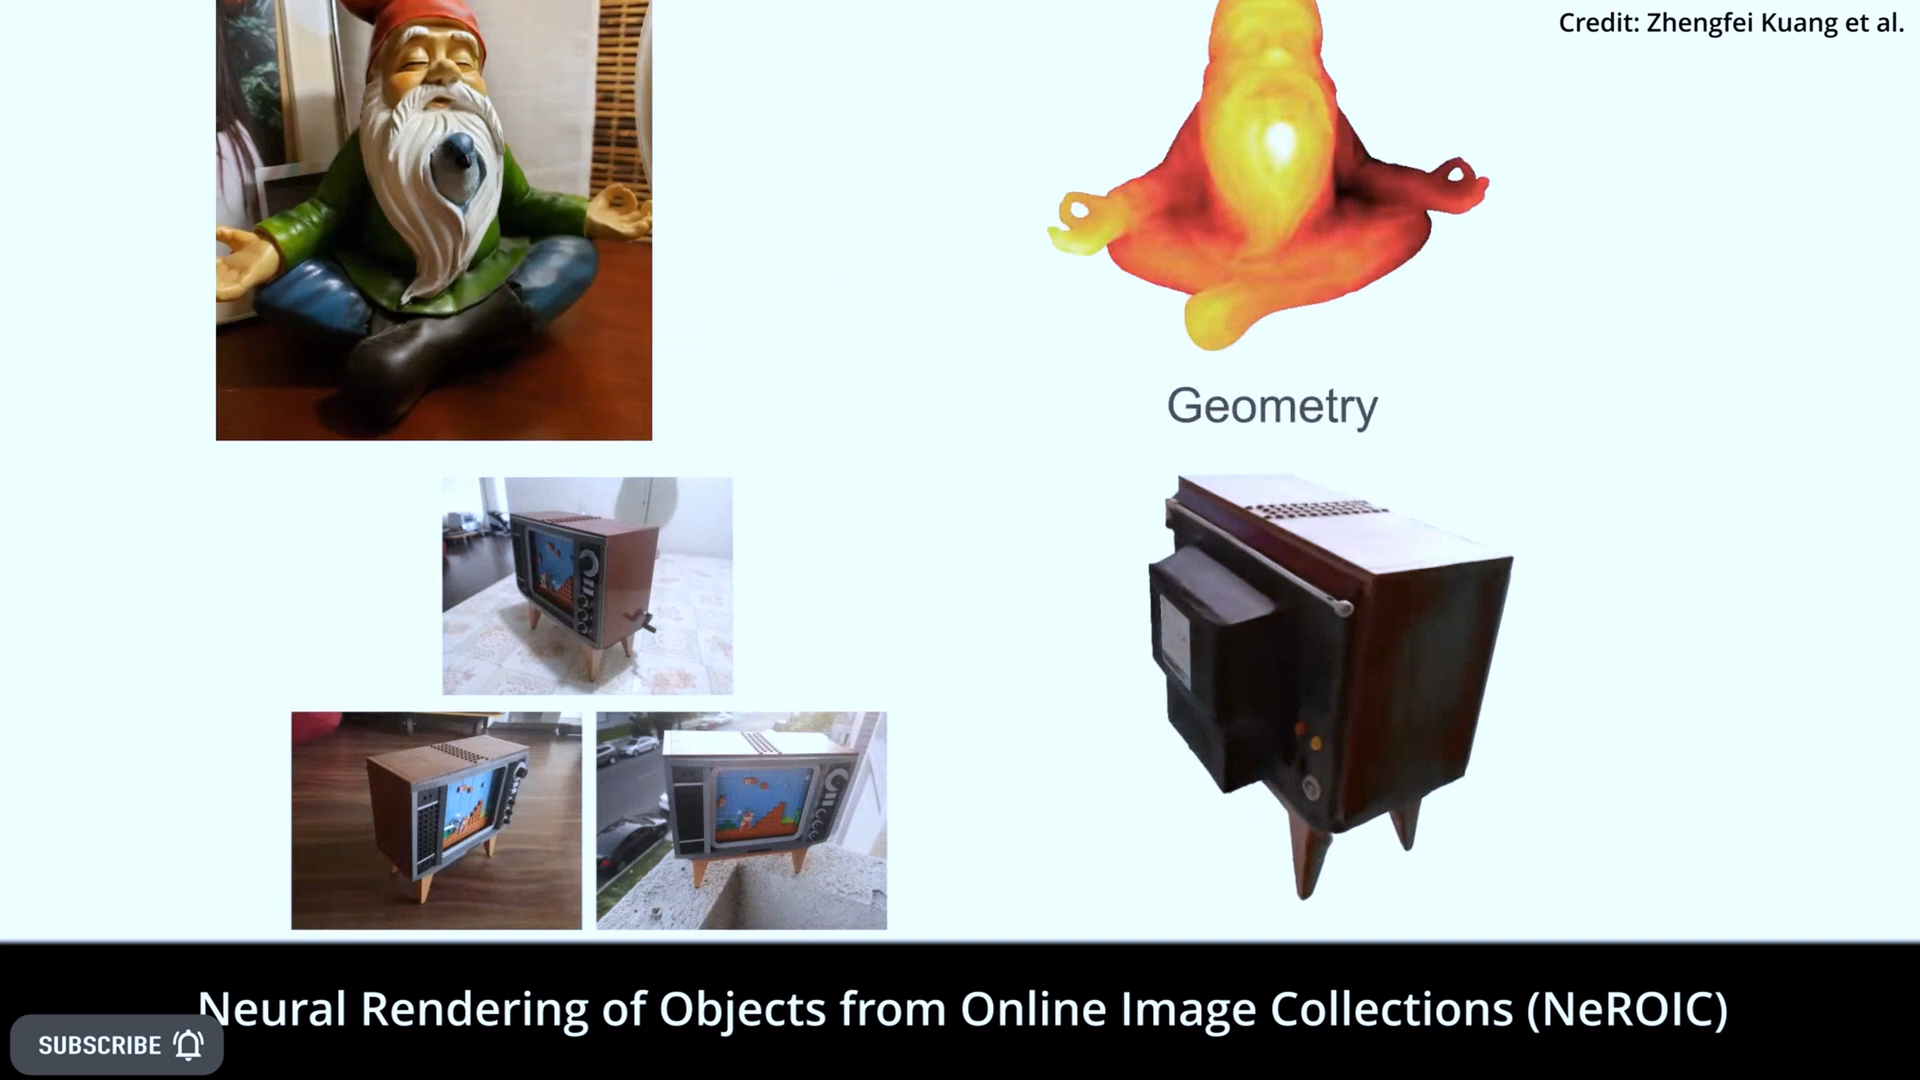 Credit: Zhengfei Kuang et al.
Geometry
Neural Rendering of Objects from Online Image Collections (NeROIC)
SUBSCRIBE